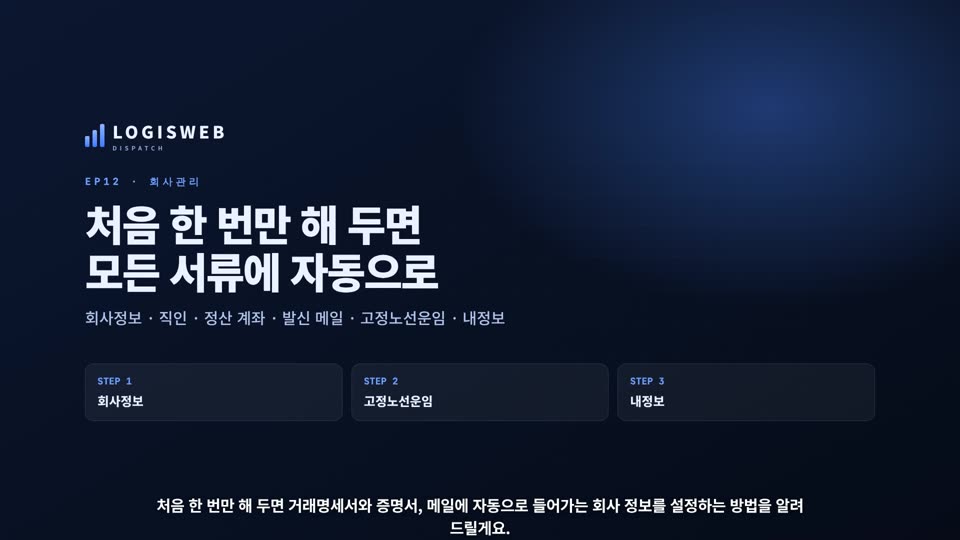 LOGISWEB
DISPATCH
EP12 · 회사관리
처음 한 번만 해 두면
모든 서류에 자동으로
회사정보 · 직인 · 정산 계좌 · 발신 메일 · 고정노선운임 · 내정보
STEP 1
회사정보
STEP 2
고정노선운임
STEP 3
내정보
처음 한 번만 해 두면 거래명세서와 증명서, 메일에 자동으로 들어가는 회사 정보를 설정하는 방법을 알려
드릴게요.